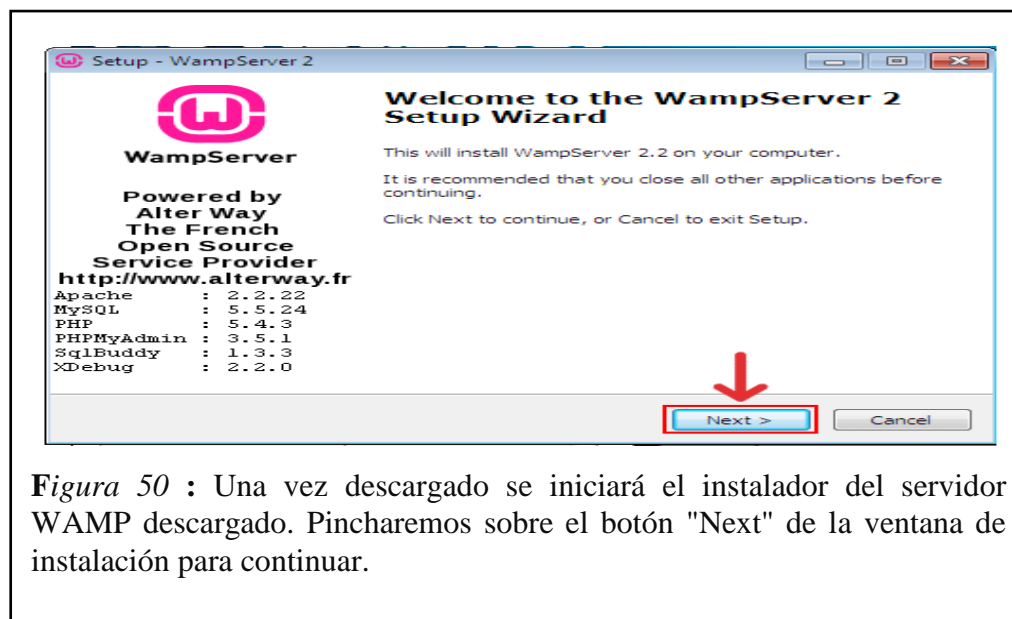 Setup - WampServer 2
WampServer
Powered by
Alter Way
The French
Open Source
Service Provider
http://www.alterway.fr
Apache : 2.2.22
MySQL : 5.5.24
PHP : 5.4.3
PHPMyAdmin : 3.5.1
SqlBuddy : 1.3.3
XDebug : 2.2.0
Welcome to the WampServer 2
Setup Wizard
This will install WampServer 2.2 on your computer.
It is recommended that you close all other applications before
continuing.
Click Next to continue, or Cancel to exit Setup.
Next >
Cancel
Figura 50 : Una vez descargado se iniciará el instalador del servidor
WAMP descargado. Pincharemos sobre el botón "Next" de la ventana de
instalación para continuar.